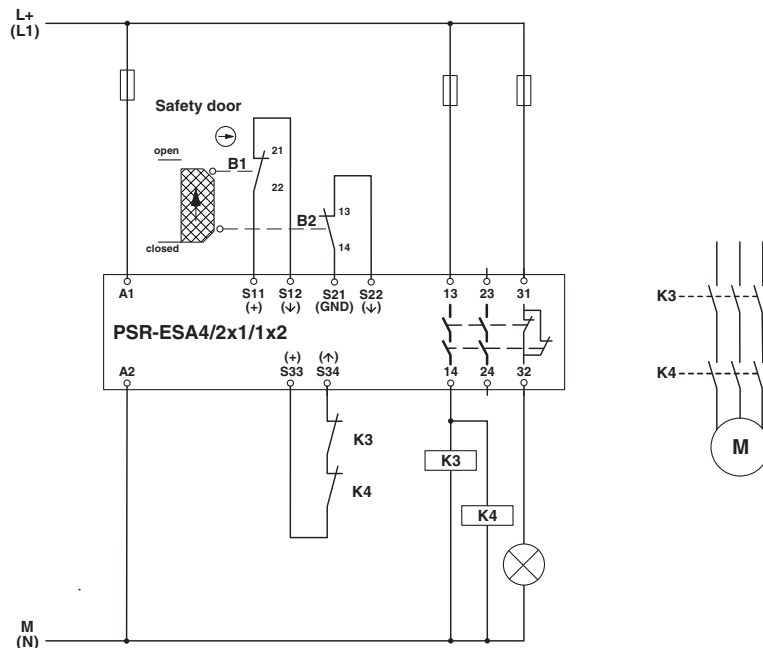 L+
(L1)
Safety door
open
B1
21
22
closed
B2
13
14
A1
S11
(+)
S12
(↓)
S21
(GND)
S22
(↓)
13
23
31
PSR-ESA4/2x1/1x2
A2
(+)
S33
(↑)
S34
14
24
32
K3
K4
K3
K4
K3
K4
M
M
(N)